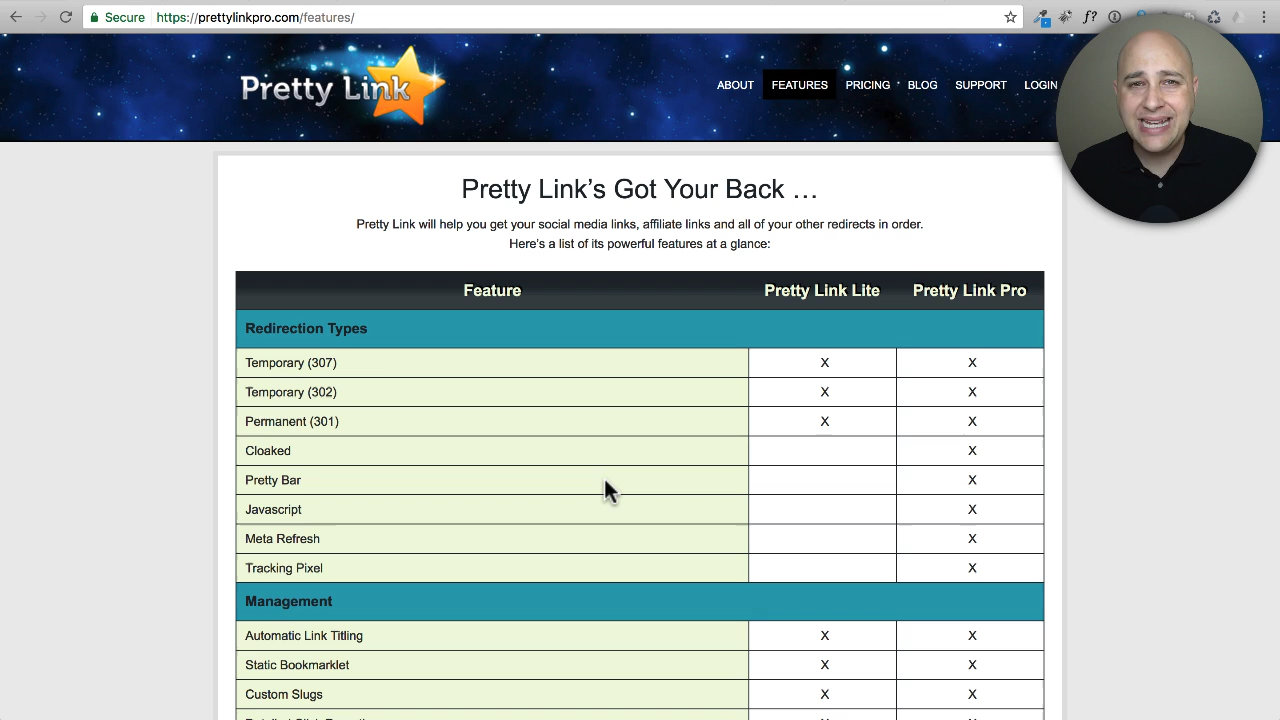 Secure
https://prettylinkpro.com/features/
f?
Pretty Link
ABOUT
FEATURES
PRICING
BLOG
SUPPORT
LOGIN
Pretty Link's Got Your Back …
Pretty Link will help you get your social media links, affiliate links and all of your other redirects in order.
Here's a list of its powerful features at a glance:
Feature Pretty Link Lite Pretty Link Pro
Redirection Types
Temporary (307) X X
Temporary (302) X X
Permanent (301) X X
Cloaked X
Pretty Bar X
Javascript X
Meta Refresh X
Tracking Pixel X
Management
Automatic Link Titling X X
Static Bookmarklet X X
Custom Slugs X X